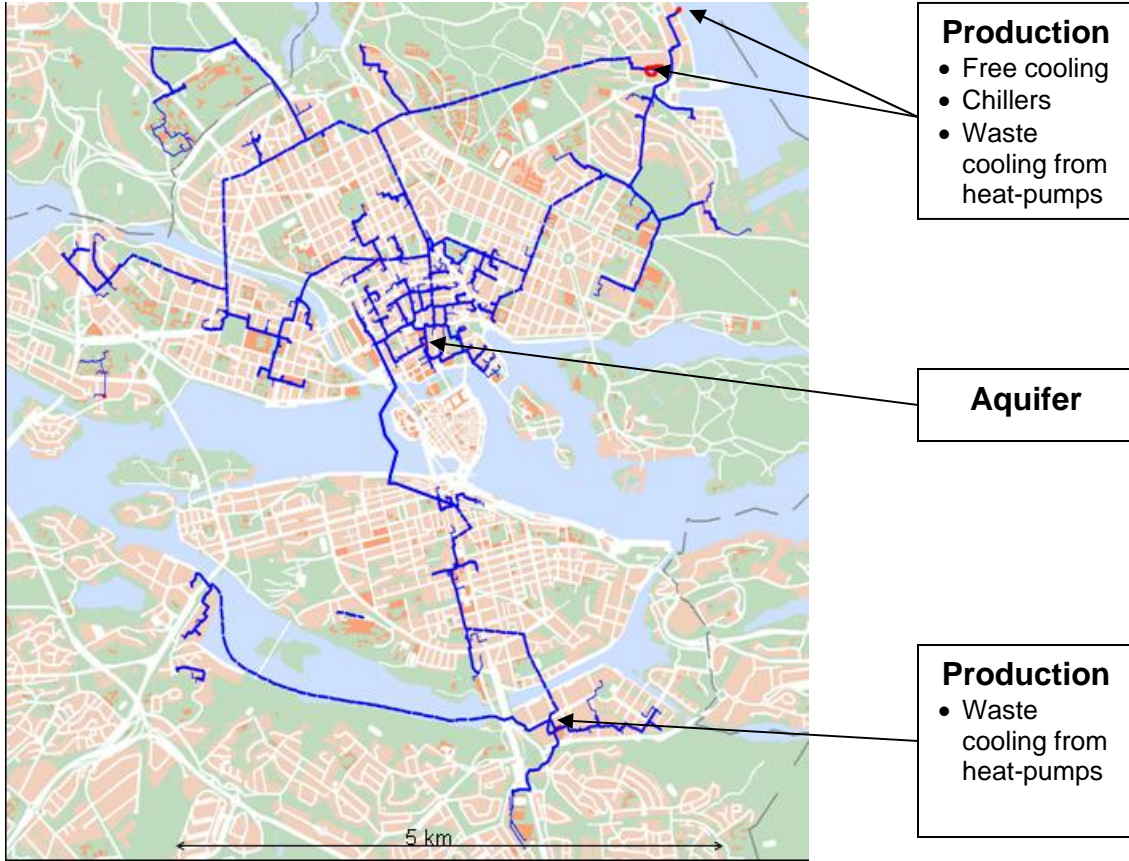 Production
• Free cooling
• Chillers
• Waste
cooling from
heat-pumps
Aquifer
Production
• Waste
cooling from
heat-pumps
5 km